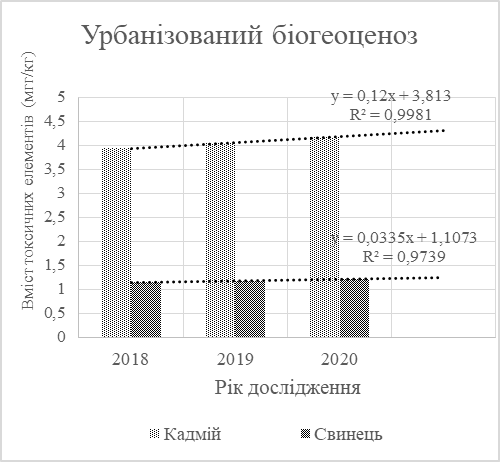 Урбанізований біогеоценоз
Вміст токсичних елементів (мгг/кг)
5
4,5
4
3,5
3
2,5
2
1,5
1
0,5
0
y = 0,12x + 3,813
R² = 0,9981
y = 0,0335x + 1,1073
R² = 0,9739
2018 2019 2020
Рік дослідження
Кадмій Свинець